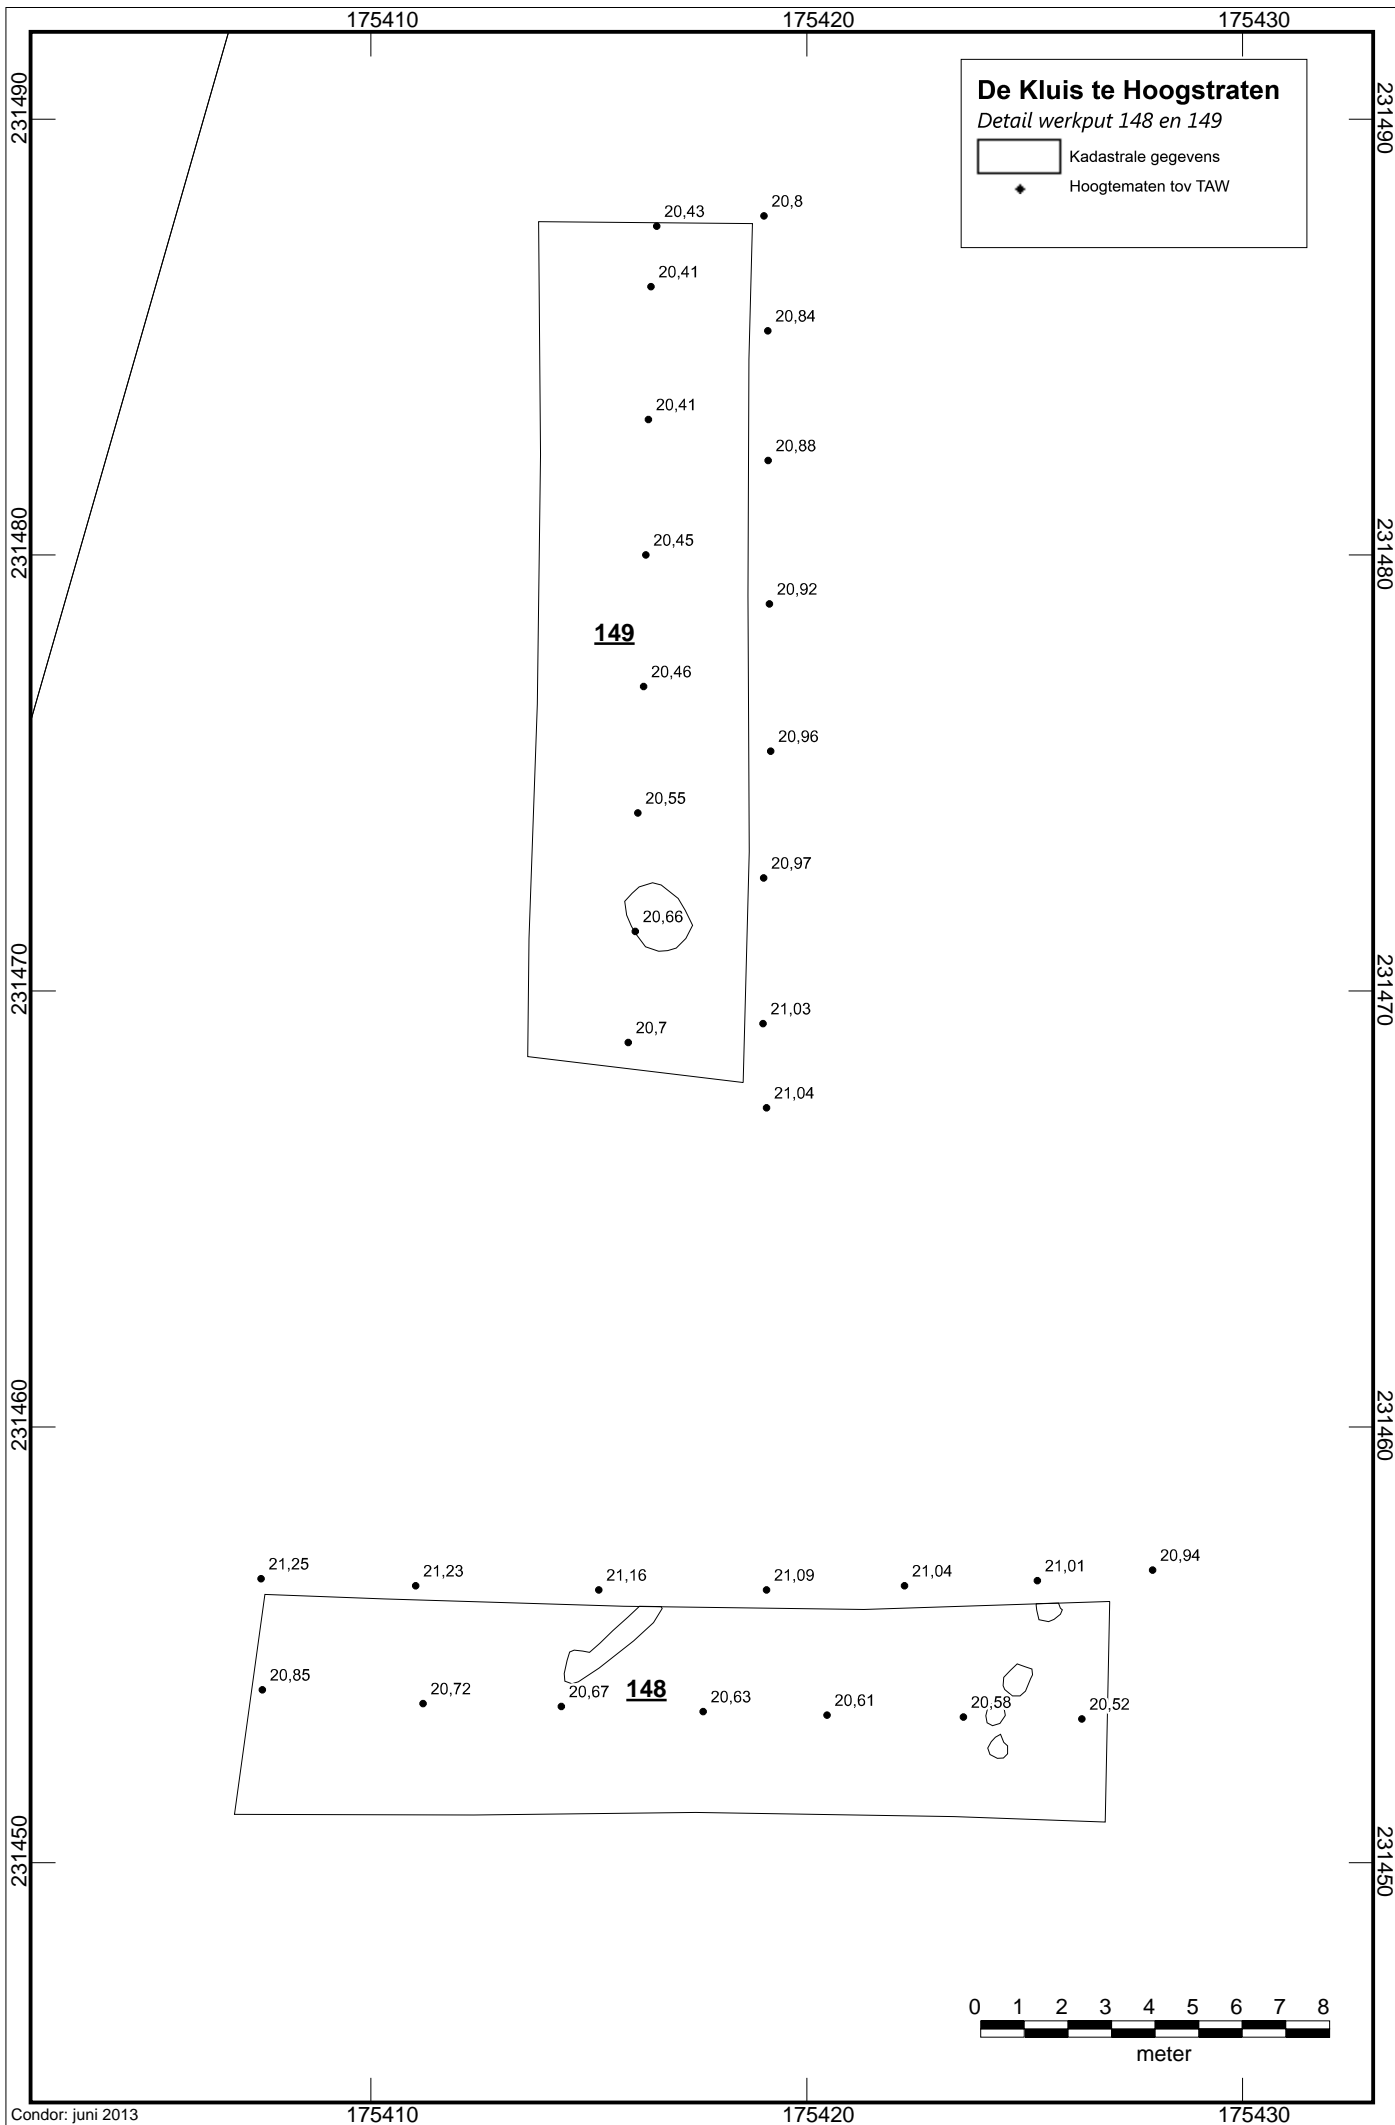 175410 175420 175430
De Kluis te Hoogstraten
Detail werkput 148 en 149
Kadastrale gegevens
Hoogtematen tov TAW
231490 231490
20,8
20,43
20,41
20,84
20,41
20,88
20,45
231480 231480
20,92
149
20,46
20,96
20,55
20,97
20,66
231470 231470
21,03
20,7
21,04
231460 231460
21,25 21,23 21,16 21,09 21,04 21,01 20,94
20,85 20,72 20,67 148 20,63 20,61 20,58 20,52
231450 231450
0 1 2 3 4 5 6 7 8
meter
Condor: juni 2013
175410 175420 175430